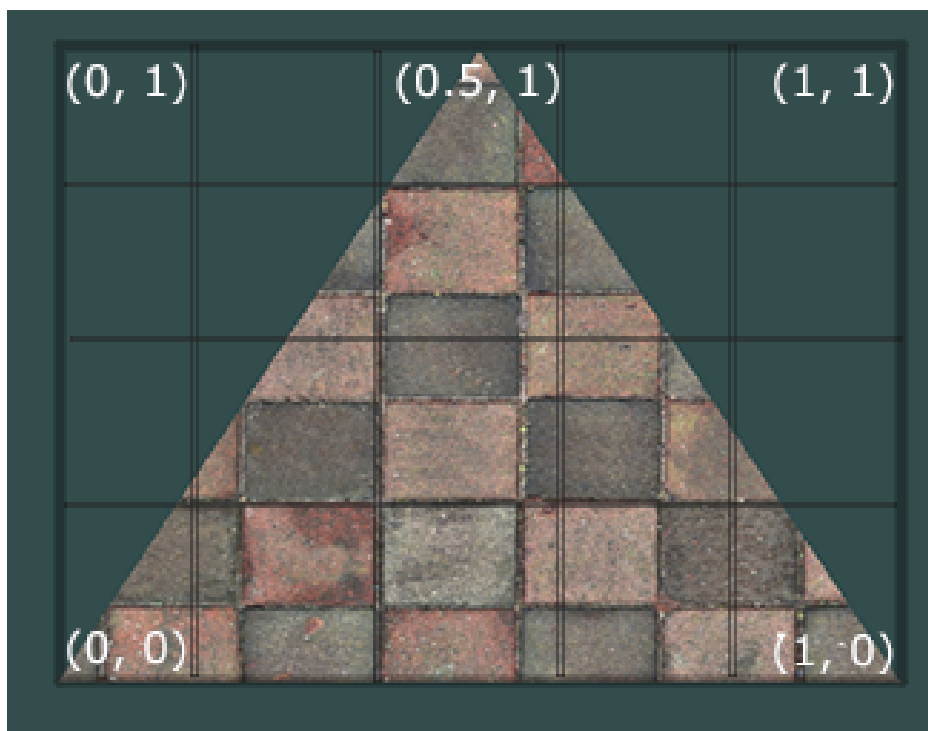 (0, 1) (0.5, 1) (1, 1)
(0, 0) (1, 0)